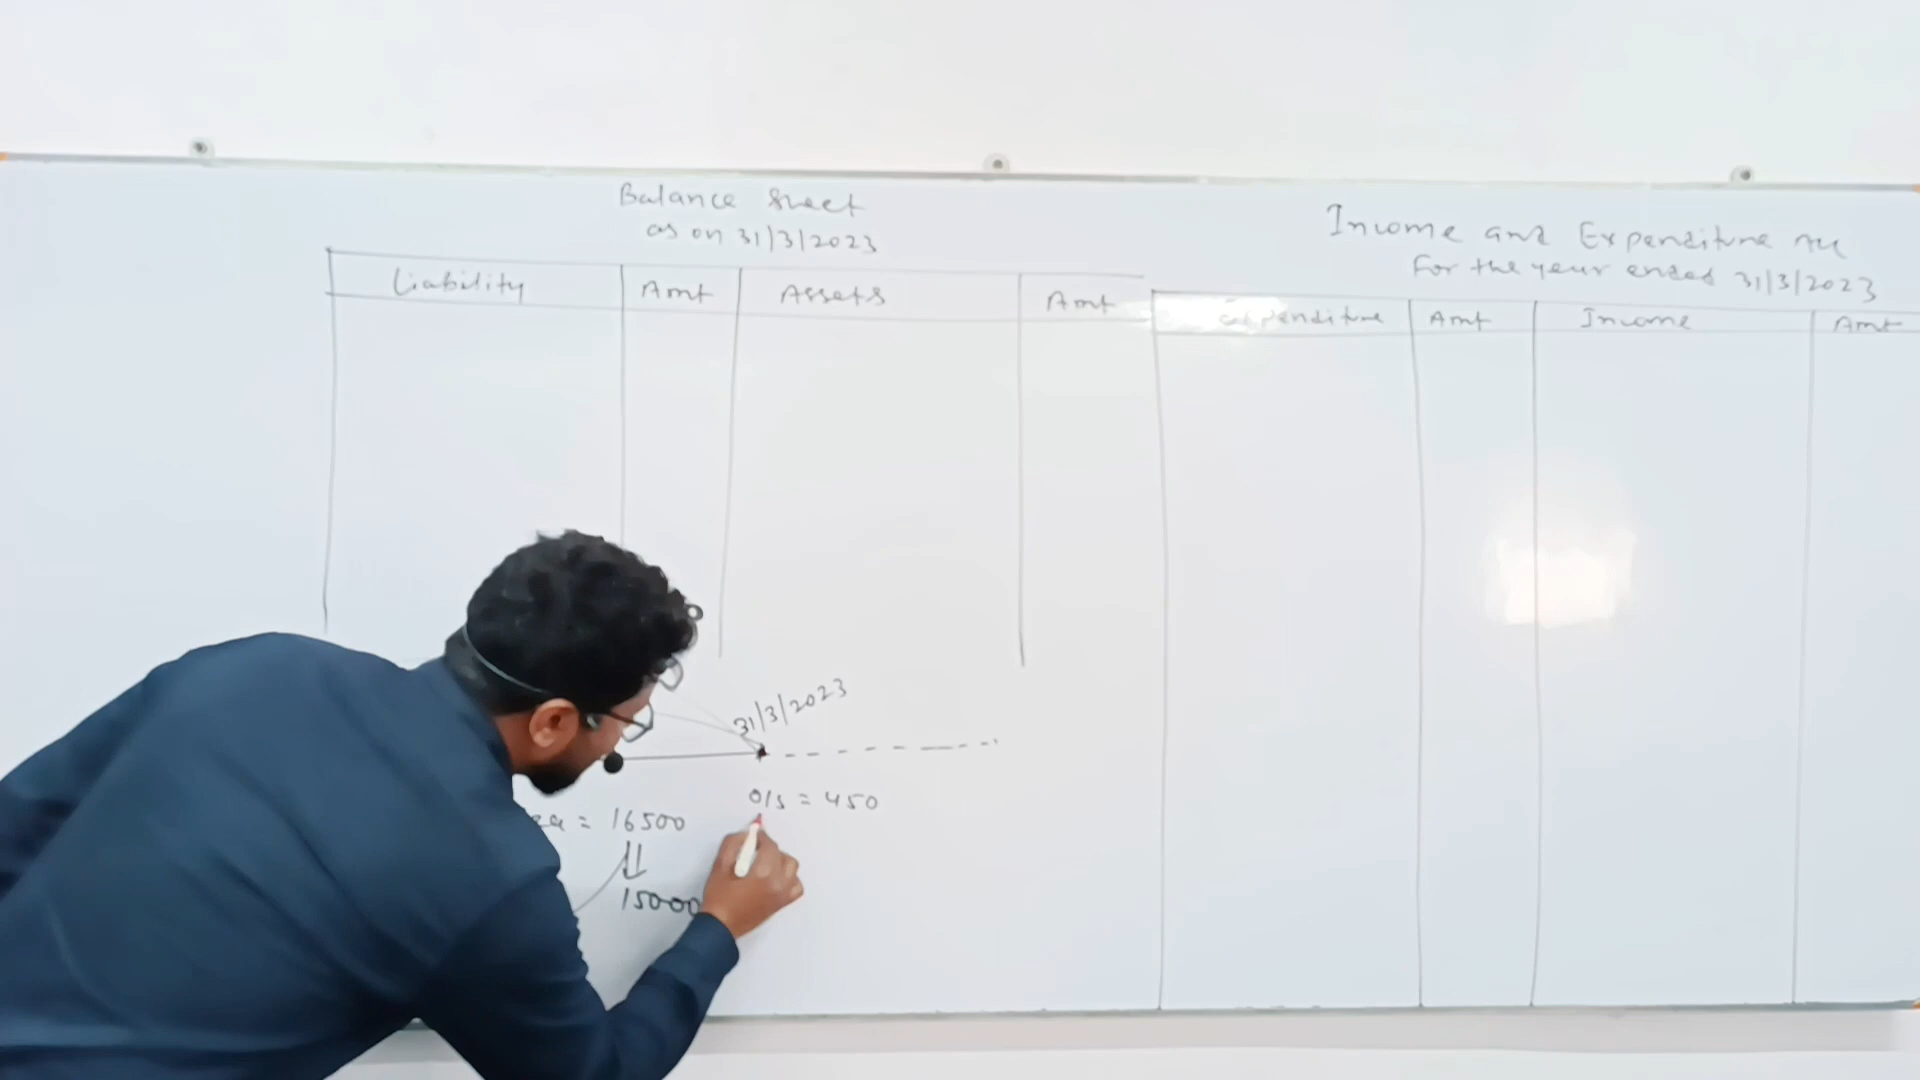 Balance Sheet
as on 31/3/2023
Liability Amt Assets Amt
Income and Expenditure A/c
For the year ended 31/3/2023
Expenditure Amt Income Amt
31/3/2023
= 16500
o/s = 450
15000